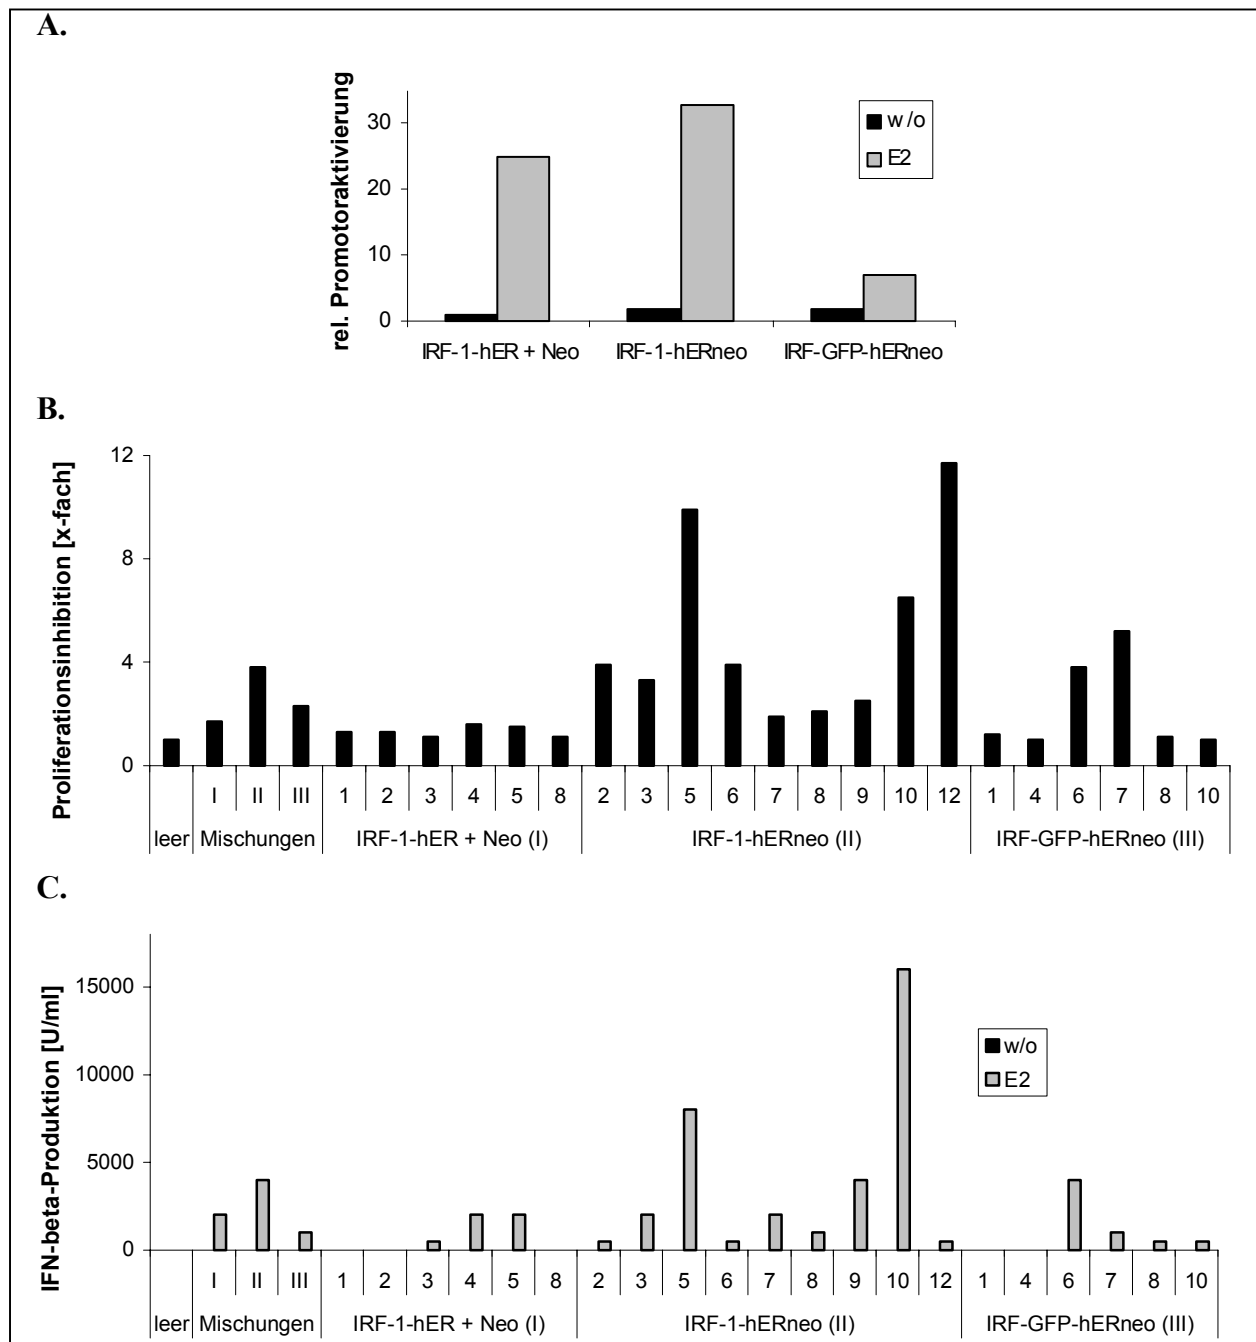 A.
rel. Promotoraktivierung
30
20
10
0
w/o
E2
IRF-1-hER + Neo IRF-1-hERneo IRF-GFP-hERneo
B.
Proliferationsinhibition [x-fach]
12
8
4
0
I II III 1 2 3 4 5 8 2 3 5 6 7 8 9 10 12 1 4 6 7 8 10
leer Mischungen IRF-1-hER + Neo (I) IRF-1-hERneo (II) IRF-GFP-hERneo (III)
C.
IFN-beta-Produktion [U/ml]
15000
10000
5000
0
w/o
E2
I II III 1 2 3 4 5 8 2 3 5 6 7 8 9 10 12 1 4 6 7 8 10
leer Mischungen IRF-1-hER + Neo (I) IRF-1-hERneo (II) IRF-GFP-hERneo (III)